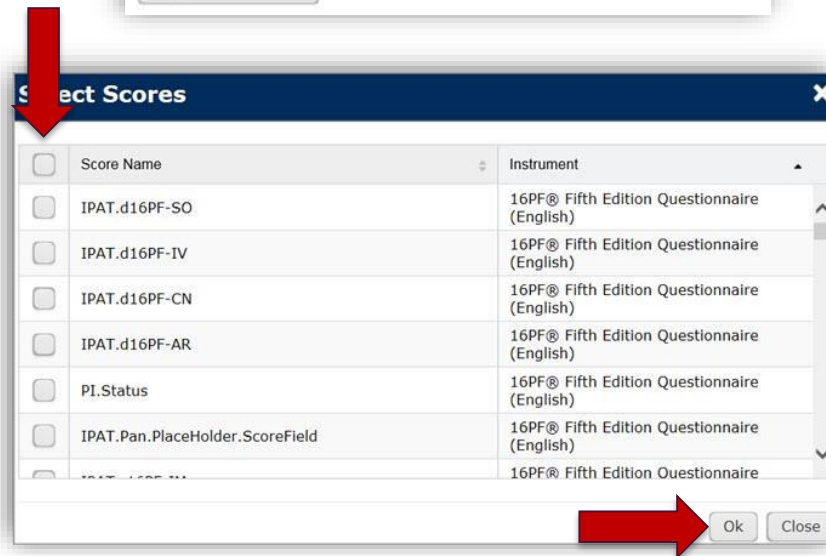 ect Scores
Score Name Instrument
IPAT.d16PF-SO 16PF® Fifth Edition Questionnaire
(English)
IPAT.d16PF-IV 16PF® Fifth Edition Questionnaire
(English)
IPAT.d16PF-CN 16PF® Fifth Edition Questionnaire
(English)
IPAT.d16PF-AR 16PF® Fifth Edition Questionnaire
(English)
PI.Status 16PF® Fifth Edition Questionnaire
(English)
IPAT.Pan.PlaceHolder.ScoreField 16PF® Fifth Edition Questionnaire
(English)
16PF® Fifth Edition Questionnaire
Ok Close